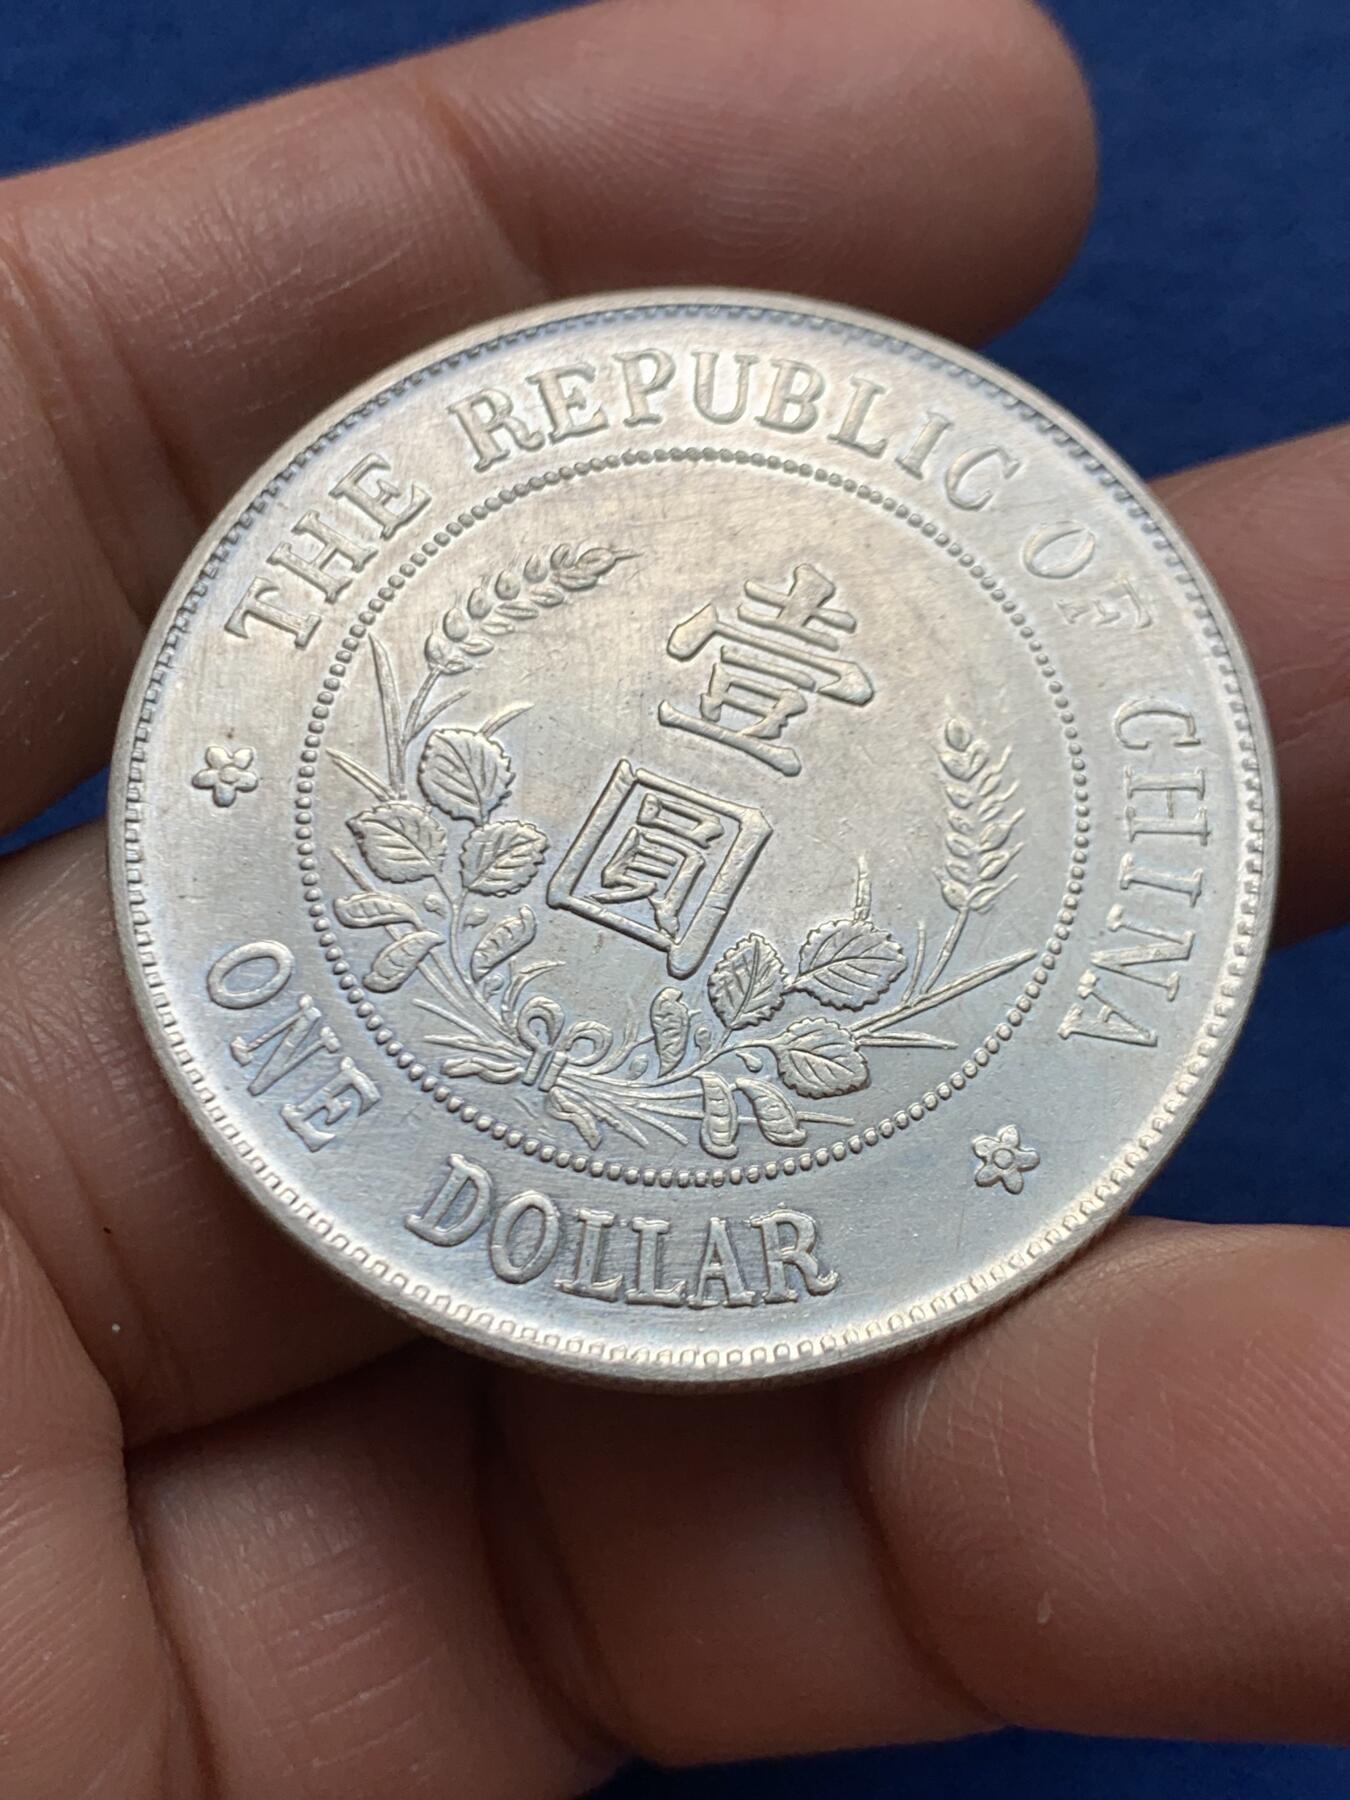 THE REPUBLIC OF CHINA
壹
圓
ONE DOLLAR